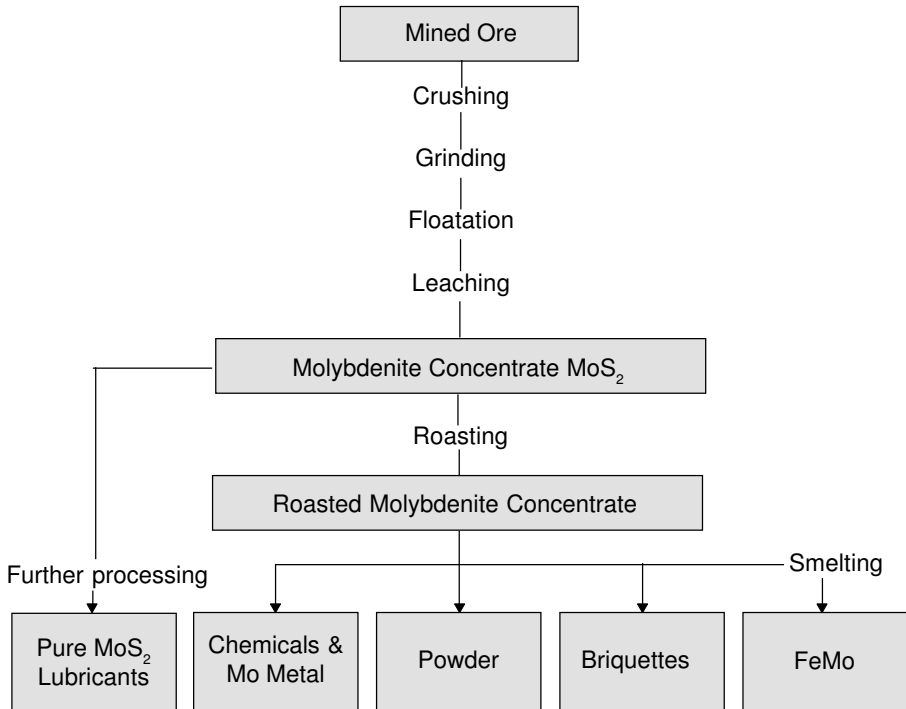 Mined Ore
Crushing
Grinding
Floatation
Leaching
Molybdenite Concentrate MoS₂
Roasting
Roasted Molybdenite Concentrate
Further processing
Smelting
Pure MoS₂
Lubricants
Chemicals &
Mo Metal
Powder
Briquettes
FeMo